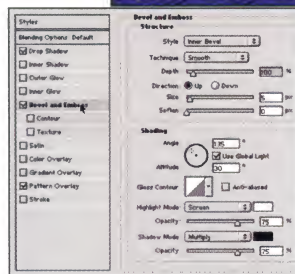 Styles
Blending Options: Default
Drop Shadow
Inner Shadow
Outer Glow
Inner Glow
Bevel and Emboss
Contour
Texture
Satin
Color Overlay
Gradient Overlay
Pattern Overlay
Stroke
Bevel and Emboss
Structure
Style: Inner Bevel
Technique: Smooth
Depth: 100 %
Direction: Up Down
Size: 5 px
Soften: 0 px
Shading
Angle: 135 °
Use Global Light
Altitude: 30 °
Gloss Contour: Anti-aliased
Highlight Mode: Screen
Opacity: 75 %
Shadow Mode: Multiply
Opacity: 75 %